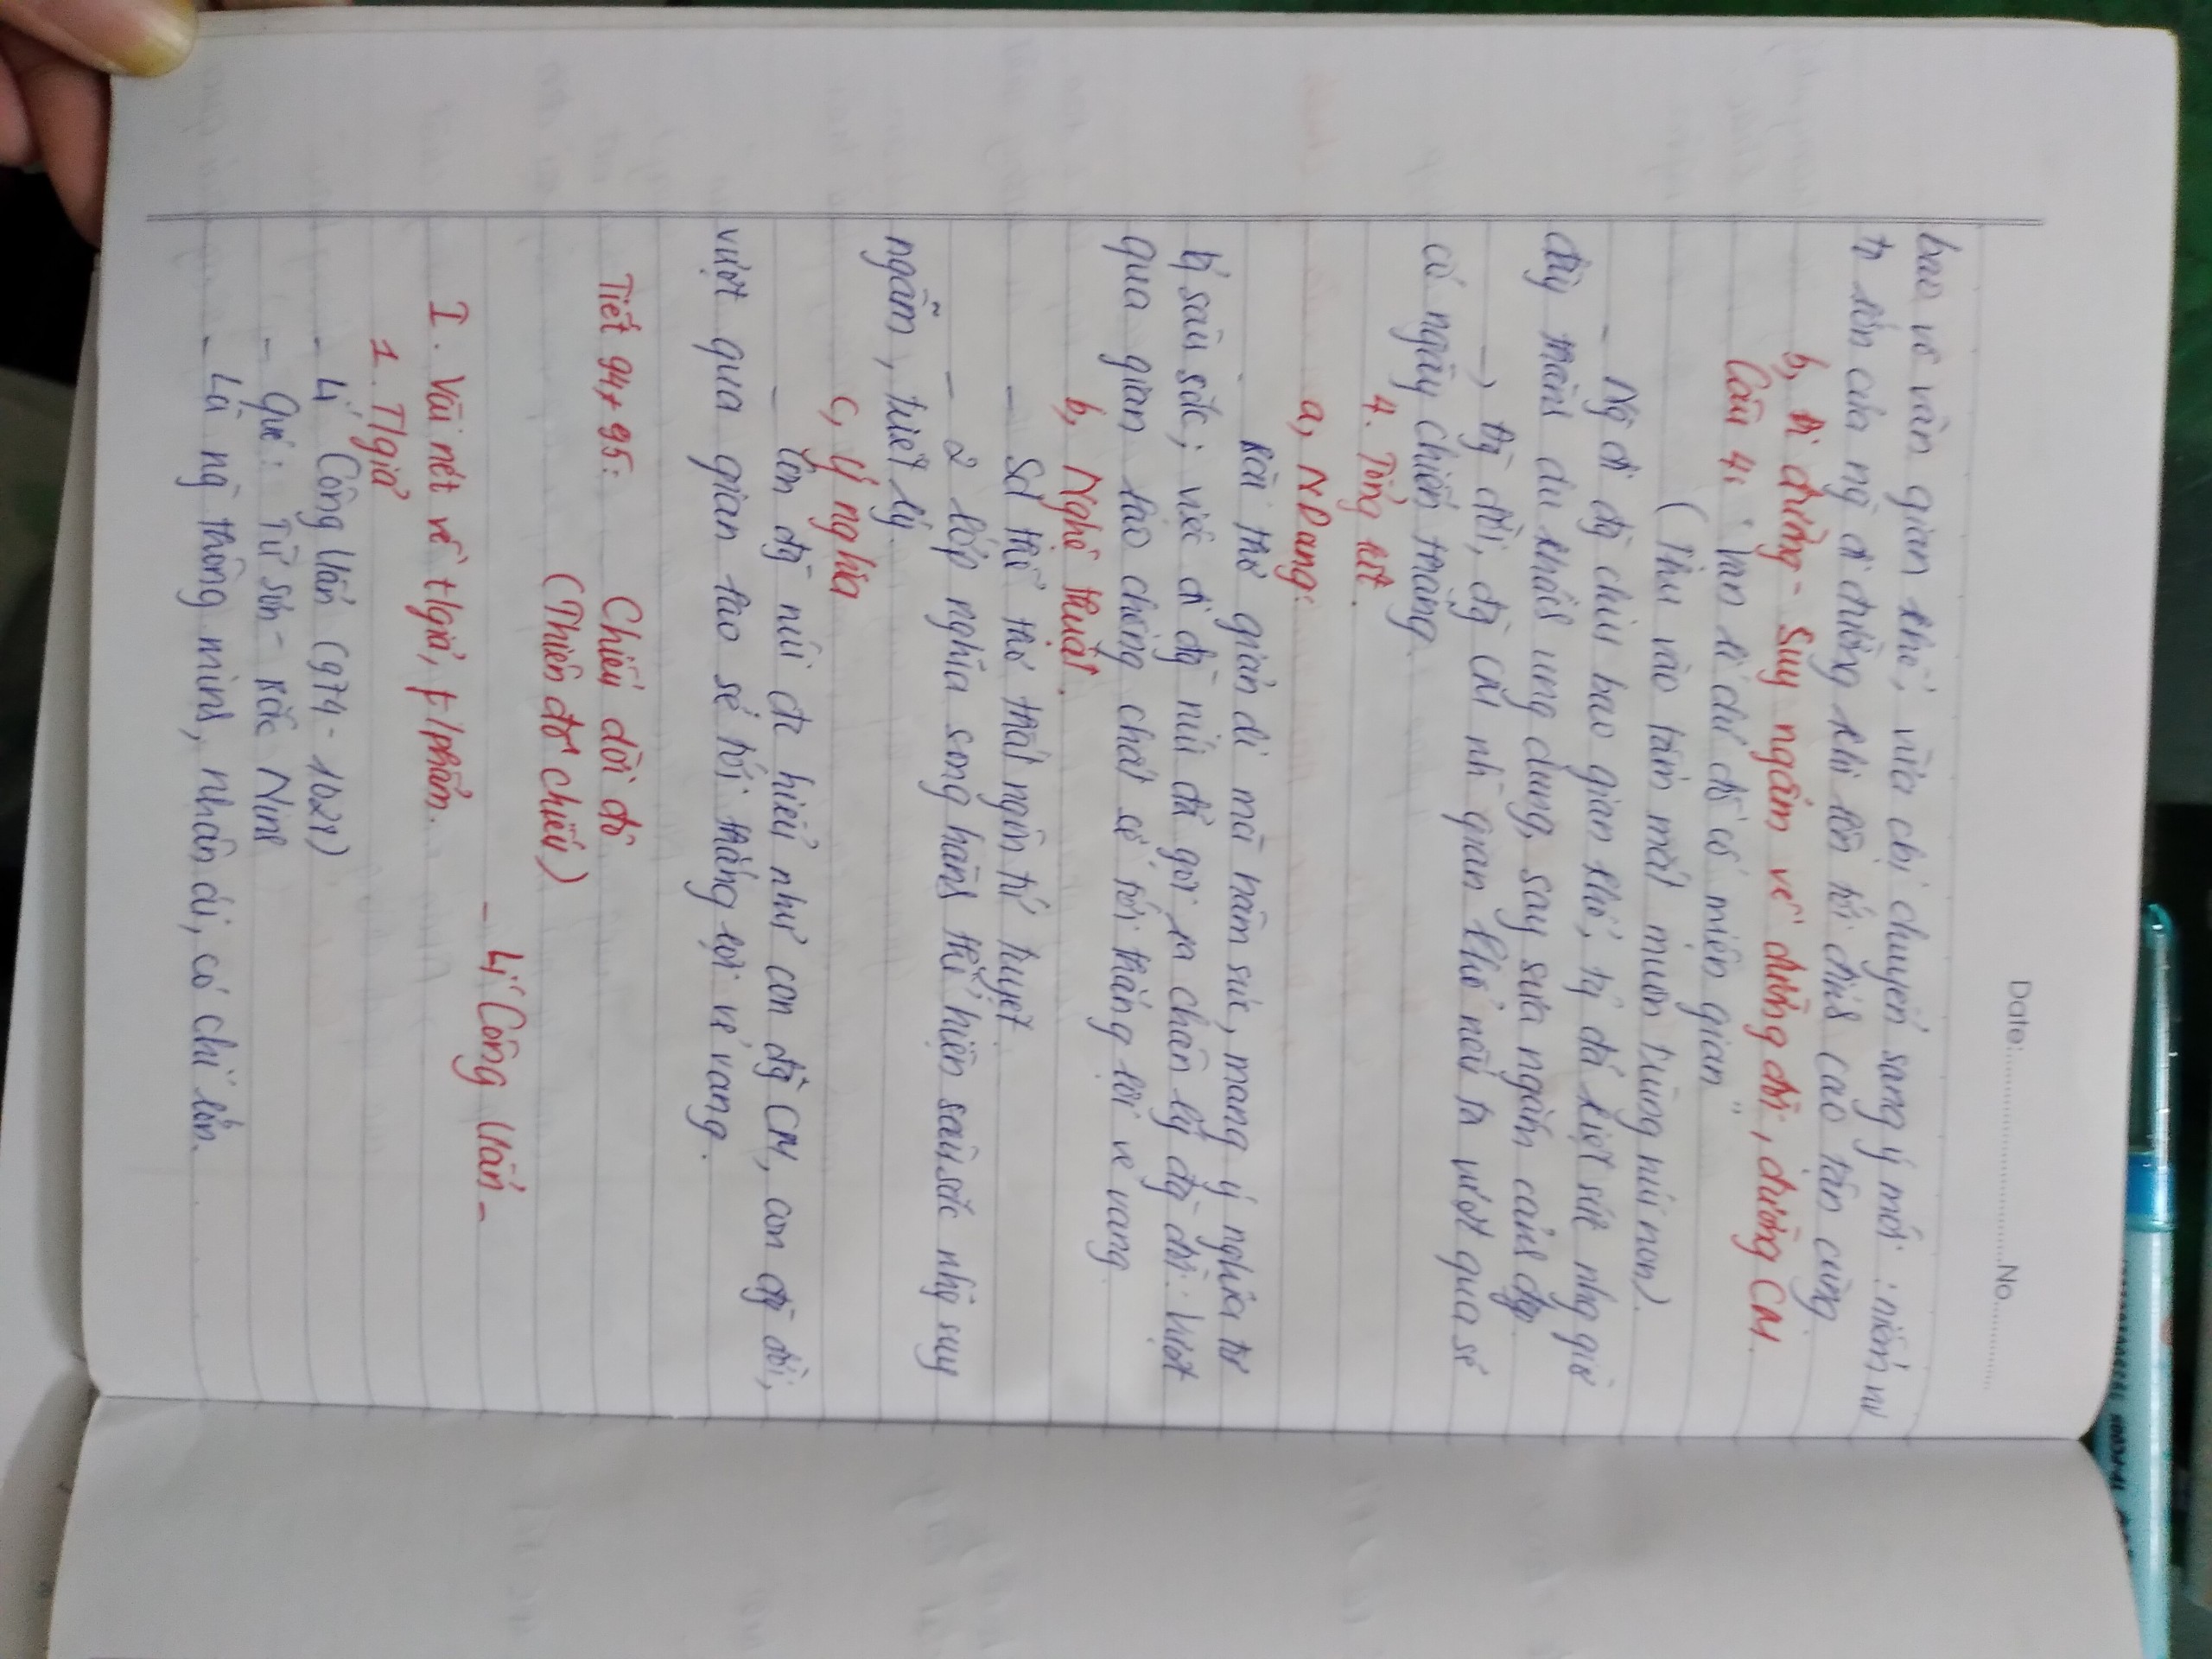 Date: No
bao vô vàn gian khổ, vừa chị chuyển sang ý mới : niềm vu
to lớn của ng đi đường khi lên tới đỉnh cao tận cùng.
b, Đi đường - Suy ngẫm về đường đời, đường CM.
Câu 4: "Vạn lí dư đồ cố miện gian"
(Thu vào tầm mắt muôn trùng núi non).
- Ng đi đg chịu bao gian khổ, tg đã kiệt sức nhg giờ
đây thành du khách ung dung, say sưa ngắm cảnh đẹp.
-> Đg đời, đg CM nh gian khổ nếu ta vượt qua sẽ
có ngày chiến thắng.
4. Tổng kết.
a, NDang:
Bài thơ giản dị mà hàm súc, mang ý nghĩa tư
tg sâu sắc; việc đi đg núi đã gợi ra chân lý đg đời: Vượt
qua gian lao chồng chất sẽ tới thắng lợi vẻ vang
b, Nghệ thuật.
- Sd thể thơ thất ngôn tứ tuyệt.
- 2 lớp nghĩa song hành thể hiện sâu sắc nhg suy
ngẫm, triết lý.
c, Ý nghĩa
- Con đg núi đc hiểu như con đg CM, con đg đời,
vượt qua gian lao sẽ tới thắng lợi vẻ vang.
Tiết 94+95: Chiếu dời đô
(Thiên đô chiếu)
- Lí Công Uẩn -
I. Vài nét về t/giả, t/phẩm.
1. T/giả
- Lí Công Uẩn (974 - 1028)
- Quê: Từ Sơn - Bắc Ninh
- Là ng thông minh, nhân ái, có chí lớn.